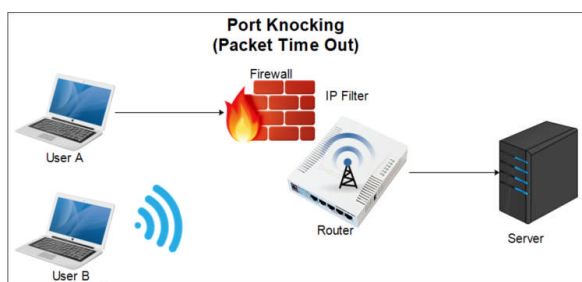 Port Knocking
(Packet Time Out)
Firewall
IP Filter
User A
Router
Server
User B